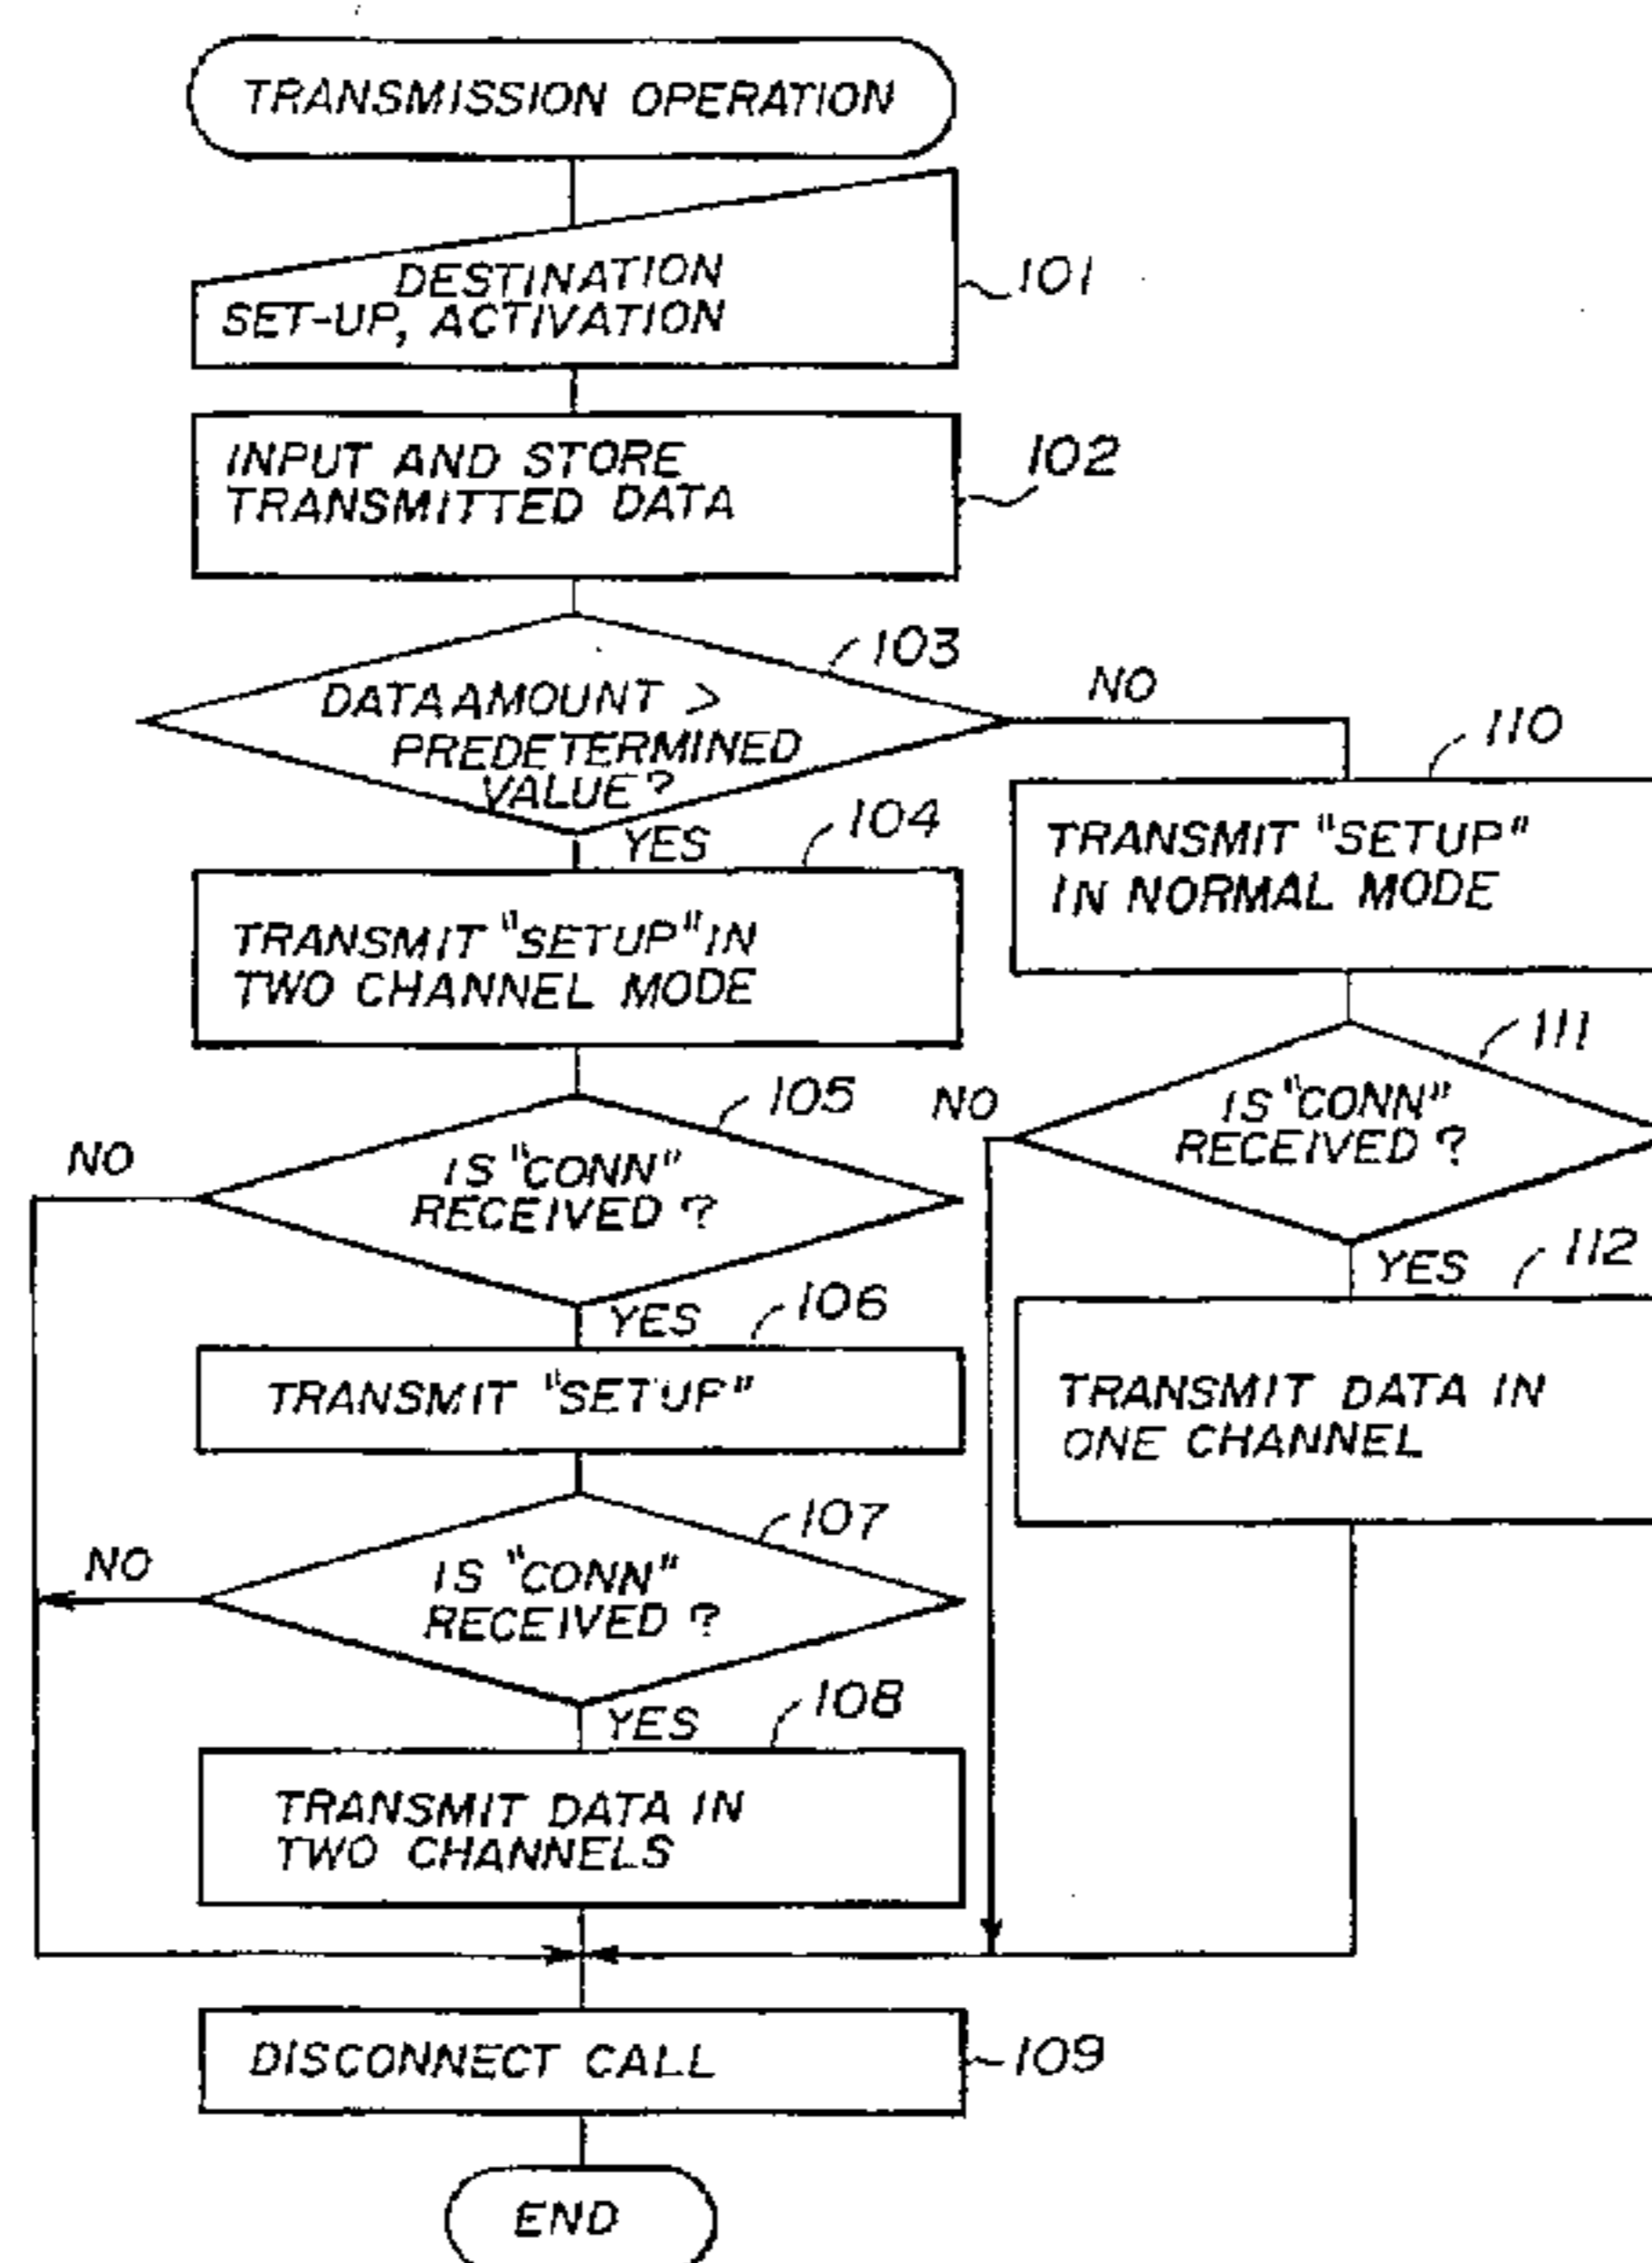 TRANSMISSION OPERATION
DESTINATION
SET-UP, ACTIVATION
101
INPUT AND STORE
TRANSMITTED DATA
102
DATA AMOUNT >
PREDETERMINED
VALUE?
103
NO
YES
104
TRANSMIT "SETUP" IN
TWO CHANNEL MODE
105
IS "CONN"
RECEIVED ?
NO
YES
106
TRANSMIT "SETUP"
107
IS "CONN"
RECEIVED ?
NO
YES
108
TRANSMIT DATA IN
TWO CHANNELS
110
TRANSMIT "SETUP"
IN NORMAL MODE
111
IS "CONN"
RECEIVED ?
NO
YES
112
TRANSMIT DATA IN
ONE CHANNEL
DISCONNECT CALL
109
END